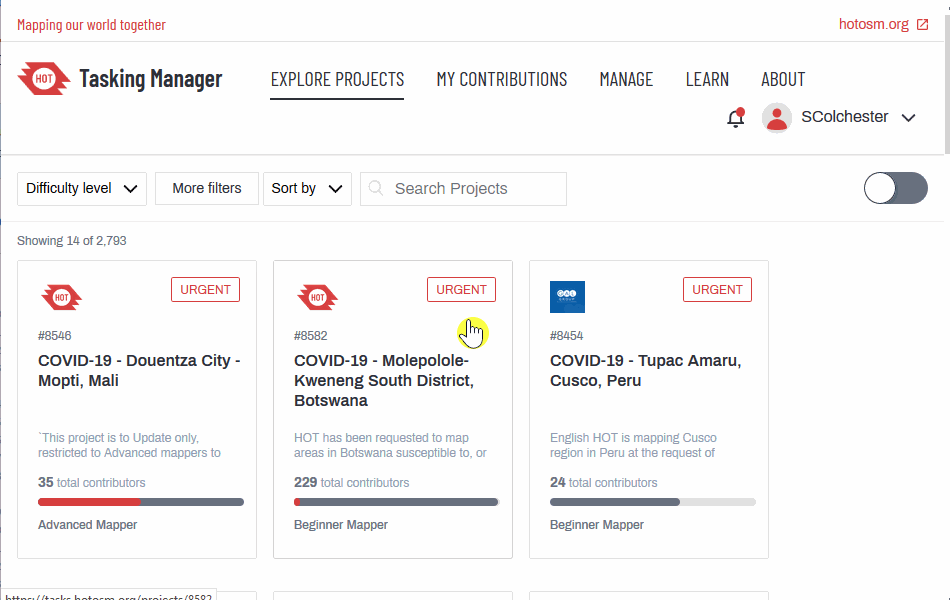 Mapping our world together
hotosm.org
HOT
Tasking Manager
EXPLORE PROJECTS
MY CONTRIBUTIONS
MANAGE
LEARN
ABOUT
SColchester
Difficulty level
More filters
Sort by
Search Projects
Showing 14 of 2,793
HOT
URGENT
#8546
COVID-19 - Douentza City -
Mopti, Mali
`This project is to Update only,
restricted to Advanced mappers to
35 total contributors
Advanced Mapper
HOT
URGENT
#8582
COVID-19 - Molepolole-
Kweneng South District,
Botswana
HOT has been requested to map
areas in Botswana susceptible to, or
229 total contributors
Beginner Mapper
URGENT
#8454
COVID-19 - Tupac Amaru,
Cusco, Peru
English HOT is mapping Cusco
region in Peru at the request of
24 total contributors
Beginner Mapper
https://tasks.hotosm.org/projects/8582